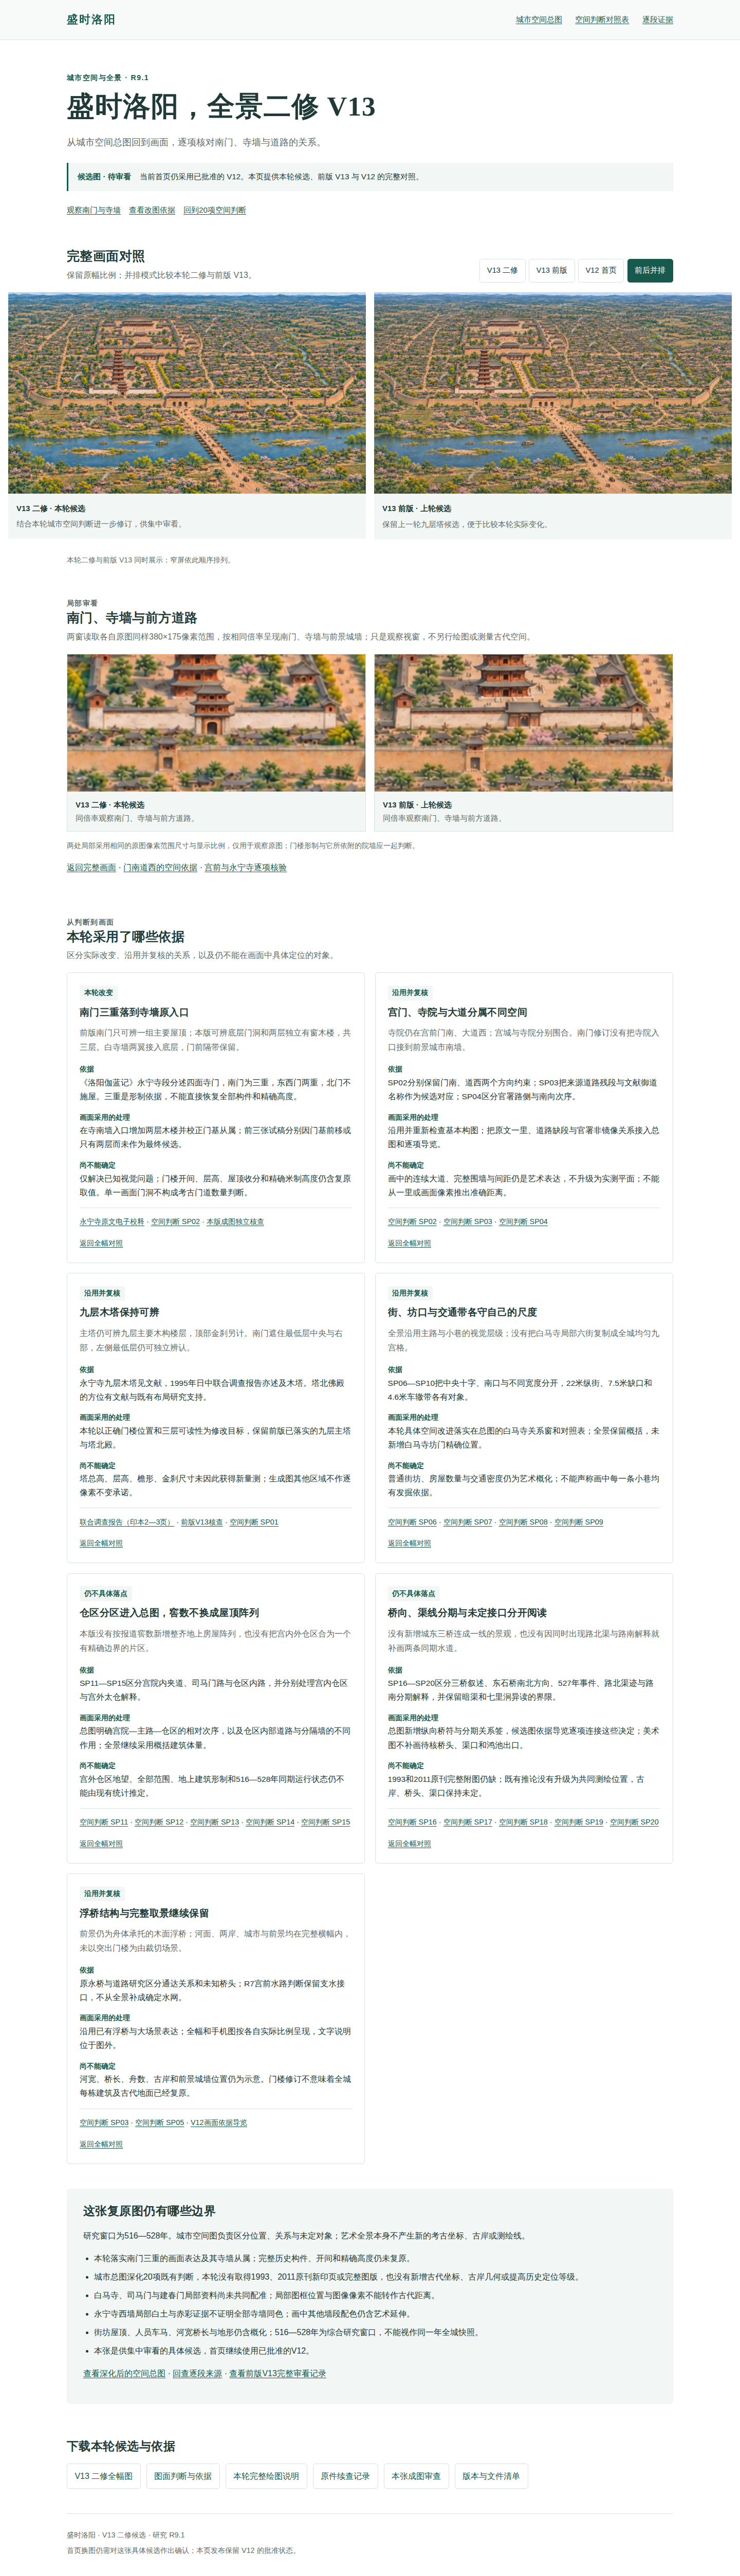 盛时洛阳
城市空间总图 空间判断对照表 逐段证据
城市空间与全景 · R9.1
盛时洛阳，全景二修 V13
从城市空间总图回到画面，逐项核对南门、寺墙与道路的关系。
候选图 · 待审看 当前首页仍采用已批准的 V12。本页提供本轮候选、前版 V13 与 V12 的完整对照。
观察南门与寺墙 查看改图依据 回到20项空间判断
完整画面对照
保留原幅比例；并排模式比较本轮二修与前版 V13。
V13 二修 V13 前版 V12 首页 前后并排
V13 二修 · 本轮候选
结合本轮城市空间判断进一步修订，供集中审看。
V13 前版 · 上轮候选
保留上一轮九层塔候选，便于比较本轮实际变化。
本轮二修与前版 V13 同时展示；窄屏依此顺序排列。
局部审看
南门、寺墙与前方道路
两窗读取各自原图同样380×175像素范围，按相同倍率呈现南门、寺墙与前景城墙；只是观察视窗，不另行绘图或测量古代空间。
V13 二修 · 本轮候选
同倍率观察南门、寺墙与前方道路。
V13 前版 · 上轮候选
同倍率观察南门、寺墙与前方道路。
两处局部采用相同的原图像素范围尺寸与显示比例，仅用于观察原图；门楼形制与它所依附的院墙应一起判断。
返回完整画面 · 门南道西的空间依据 · 宫前与永宁寺逐项核验
从判断到画面
本轮采用了哪些依据
区分实际改变、沿用并复核的关系，以及仍不能在画面中具体定位的对象。
本轮改变
南门三重落到寺墙原入口
前版南门只可辨一组主要屋顶；本版可辨底层门洞和两层独立有窗木楼，共
三层。白寺墙两翼接入底层，门前隔带保留。
依据
《洛阳伽蓝记》永宁寺段分述四面寺门，南门为三重，东西门两重，北门不
施屋。三重是形制依据，不能直接恢复全部构件和精确高度。
画面采用的处理
在寺南墙入口增加两层木楼并校正门基从属；前三张试稿分别因门基前移或
只有两层而未作为最终候选。
尚不能确定
仅解决已知视觉问题；门楼开间、层高、屋顶收分和精确米制高度仍含复原
取值。单一画面门洞不构成考古门道数量判断。
永宁寺原文电子校释 · 空间判断 SP02 · 本版成图独立核查
返回全幅对照
沿用并复核
宫门、寺院与大道分属不同空间
寺院仍在宫前门南、大道西；宫城与寺院分别围合。南门修订没有把寺院入
口接到前景城市南墙。
依据
SP02分别保留门南、道西两个方向约束；SP03把来源道路残段与文献御道
名称作为候选对应；SP04区分官署路侧与南向次序。
画面采用的处理
沿用并重新检查基本构图；把原文一里、道路缺段与官署非镜像关系接入总
图和逐项导览。
尚不能确定
画中的连续大道、完整围墙与间距仍是艺术表达，不升级为实测平面；不能
从一里或画面像素推出准确距离。
空间判断 SP02 · 空间判断 SP03 · 空间判断 SP04
返回全幅对照
沿用并复核
九层木塔保持可辨
主塔仍可辨九层主要木构楼层，顶部金刹另计。南门遮住最低层中央与右
部，左侧最低层仍可独立辨认。
依据
永宁寺九层木塔见文献，1995年日中联合调查报告亦述及木塔。塔北佛殿
的方位有文献与既有布局研究支持。
画面采用的处理
本轮以正确门楼位置和三层可读性为修改目标，保留前版已落实的九层主塔
与塔北殿。
尚不能确定
塔总高、层高、檐形、金刹尺寸未因此获得新量测；生成图其他区域不作逐
像素不变承诺。
联合调查报告（印本2—3页） · 前版V13核查 · 空间判断 SP01
返回全幅对照
沿用并复核
街、坊口与交通带各守自己的尺度
全景沿用主路与小巷的视觉层级；没有把白马寺局部六街复制成全城均匀九
宫格。
依据
SP06—SP10把中央十字、南口与不同宽度分开，22米纵街、7.5米缺口和
4.6米车辙带各有对象。
画面采用的处理
本轮具体空间改进落实在总图的白马寺关系窗和对照表；全景保留概括，未
新增白马寺坊门精确位置。
尚不能确定
普通街坊、房屋数量与交通密度仍为艺术概化；不能声称画中每一条小巷均
有发掘依据。
空间判断 SP06 · 空间判断 SP07 · 空间判断 SP08 · 空间判断 SP09
返回全幅对照
仍不具体落点
仓区分区进入总图，窖数不换成屋顶阵列
本版没有按报道窖数新增整齐地上房屋阵列，也没有把宫内外仓区合为一个
有精确边界的片区。
依据
SP11—SP15区分宫院内夹道、司马门路与仓区内路，并分别处理宫内仓区
与宫外太仓解释。
画面采用的处理
总图明确宫院—主路—仓区的相对次序，以及仓区内部道路与分隔墙的不同
作用；全景继续采用概括建筑体量。
尚不能确定
宫外仓区地望、全部范围、地上建筑形制和516—528年同期运行状态仍不
能由现有统计推定。
空间判断 SP11 · 空间判断 SP12 · 空间判断 SP13 · 空间判断 SP14 · 空间判断 SP15
返回全幅对照
仍不具体落点
桥向、渠线分期与未定接口分开阅读
没有新增城东三桥连成一线的景观，也没有因同时出现路北渠与路南解释就
补画两条同期水道。
依据
SP16—SP20区分三桥叙述、东石桥南北方向、527年事件、路北渠迹与路
南分期解释，并保留暗渠和七里涧异读的界限。
画面采用的处理
总图新增纵向桥符与分期关系签，候选图依据导览逐项连接这些决定；美术
图不补画待核桥头、渠口和鸿池出口。
尚不能确定
1993和2011原刊完整附图仍缺；既有推论没有升级为共同测绘位置，古
岸、桥头、渠口保持未定。
空间判断 SP16 · 空间判断 SP17 · 空间判断 SP18 · 空间判断 SP19 · 空间判断 SP20
返回全幅对照
沿用并复核
浮桥结构与完整取景继续保留
前景仍为舟体承托的木面浮桥；河面、两岸、城市与前景均在完整横幅内，
未以突出门楼为由裁切场景。
依据
原永桥与道路研究区分通达关系和未知桥头；R7宫前水路判断保留支水接
口，不从全景补成确定水网。
画面采用的处理
沿用已有浮桥与大场景表达；全幅和手机图按各自实际比例呈现，文字说明
位于图外。
尚不能确定
河宽、桥长、舟数、古岸和前景城墙位置仍为示意。门楼修订不意味着全城
每栋建筑及古代地面已经复原。
空间判断 SP03 · 空间判断 SP05 · V12画面依据导览
返回全幅对照
这张复原图仍有哪些边界
研究窗口为516—528年。城市空间图负责区分位置、关系与未定对象；艺术全景本身不产生新的考古坐标、古岸或测绘线。
本轮落实南门三重的画面表达及其寺墙从属；完整历史构件、开间和精确高度仍未复原。
城市总图深化20项既有判断，本轮没有取得1993、2011原刊新印页或完整图版，也没有新增古代坐标、古岸几何或提高历史定位等级。
白马寺、司马门与建春门局部资料尚未共同配准；局部图框位置与图像像素不能转作古代距离。
永宁寺西墙局部白土与赤彩证据不证明全部寺墙同色；画中其他墙段配色仍含艺术延伸。
街坊屋顶、人员车马、河宽桥长与地形仍含概化；516—528年为综合研究窗口，不能视作同一年全城快照。
本张是供集中审看的具体候选，首页继续使用已批准的V12。
查看深化后的空间总图 · 回查逐段来源 · 查看前版V13完整审看记录
下载本轮候选与依据
V13 二修全幅图 图面判断与依据 本轮完整绘图说明 原件续查记录 本张成图审查 版本与文件清单
盛时洛阳 · V13 二修候选 · 研究 R9.1
首页换图仍需对这张具体候选作出确认；本页发布保留 V12 的批准状态。